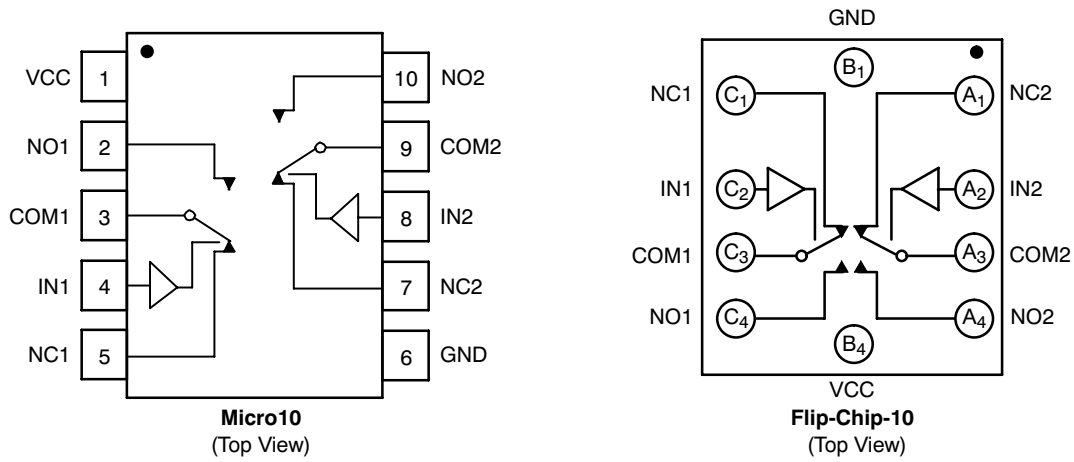 VCC 1
NO1 2
COM1 3
IN1 4
NC1 5
10 NO2
9 COM2
8 IN2
7 NC2
6 GND
Micro10
(Top View)
GND
B1
NC1 C1
A1 NC2
IN1 C2
A2 IN2
COM1 C3
A3 COM2
NO1 C4
A4 NO2
B4
VCC
Flip-Chip-10
(Top View)